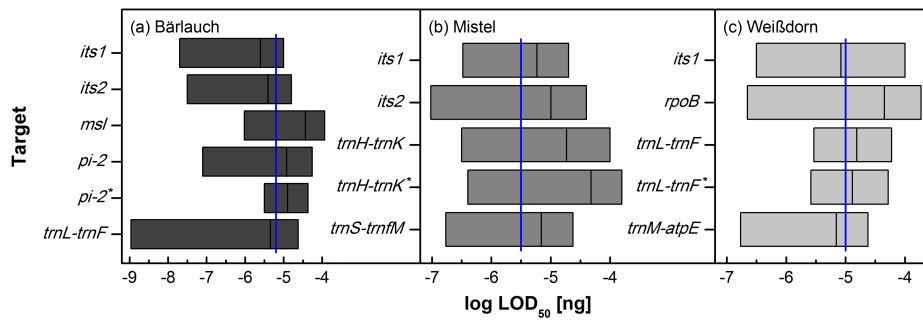 (a) Bärlauch
(b) Mistel
(c) Weißdorn
Target
its1
its2
msl
pi-2
pi-2*
trnL-trnF
its1
its2
trnH-trnK
trnH-trnK*
trnS-trnfM
its1
rpoB
trnL-trnF
trnL-trnF*
trnM-atpE
-9 -8 -7 -6 -5 -4
-7 -6 -5 -4
-7 -6 -5 -4
log LOD50 [ng]